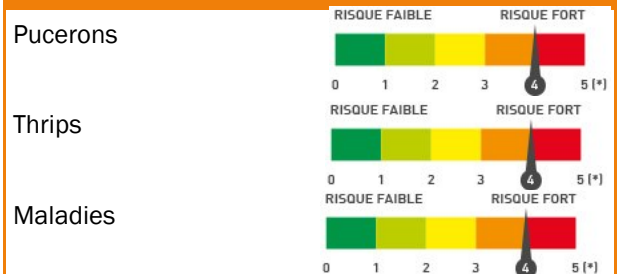 RISQUE FAIBLE RISQUE FORT
Pucerons
0 1 2 3 4 5 (*)
RISQUE FAIBLE RISQUE FORT
Thrips
0 1 2 3 4 5 (*)
RISQUE FAIBLE RISQUE FORT
Maladies
0 1 2 3 4 5 (*)